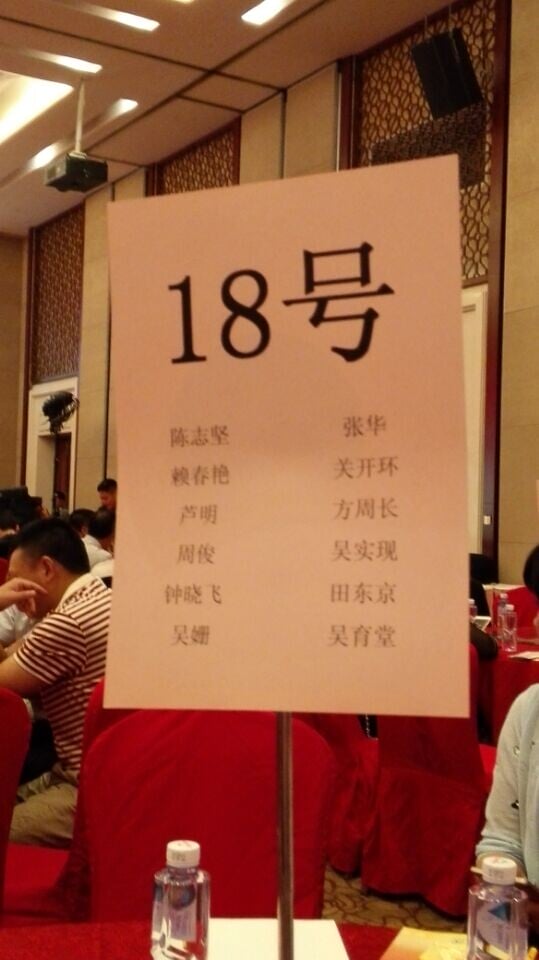 18号
陈志坚 张华
赖春艳 关开环
芦明 方周长
周俊 吴实现
钟晓飞 田东京
吴姗 吴育堂